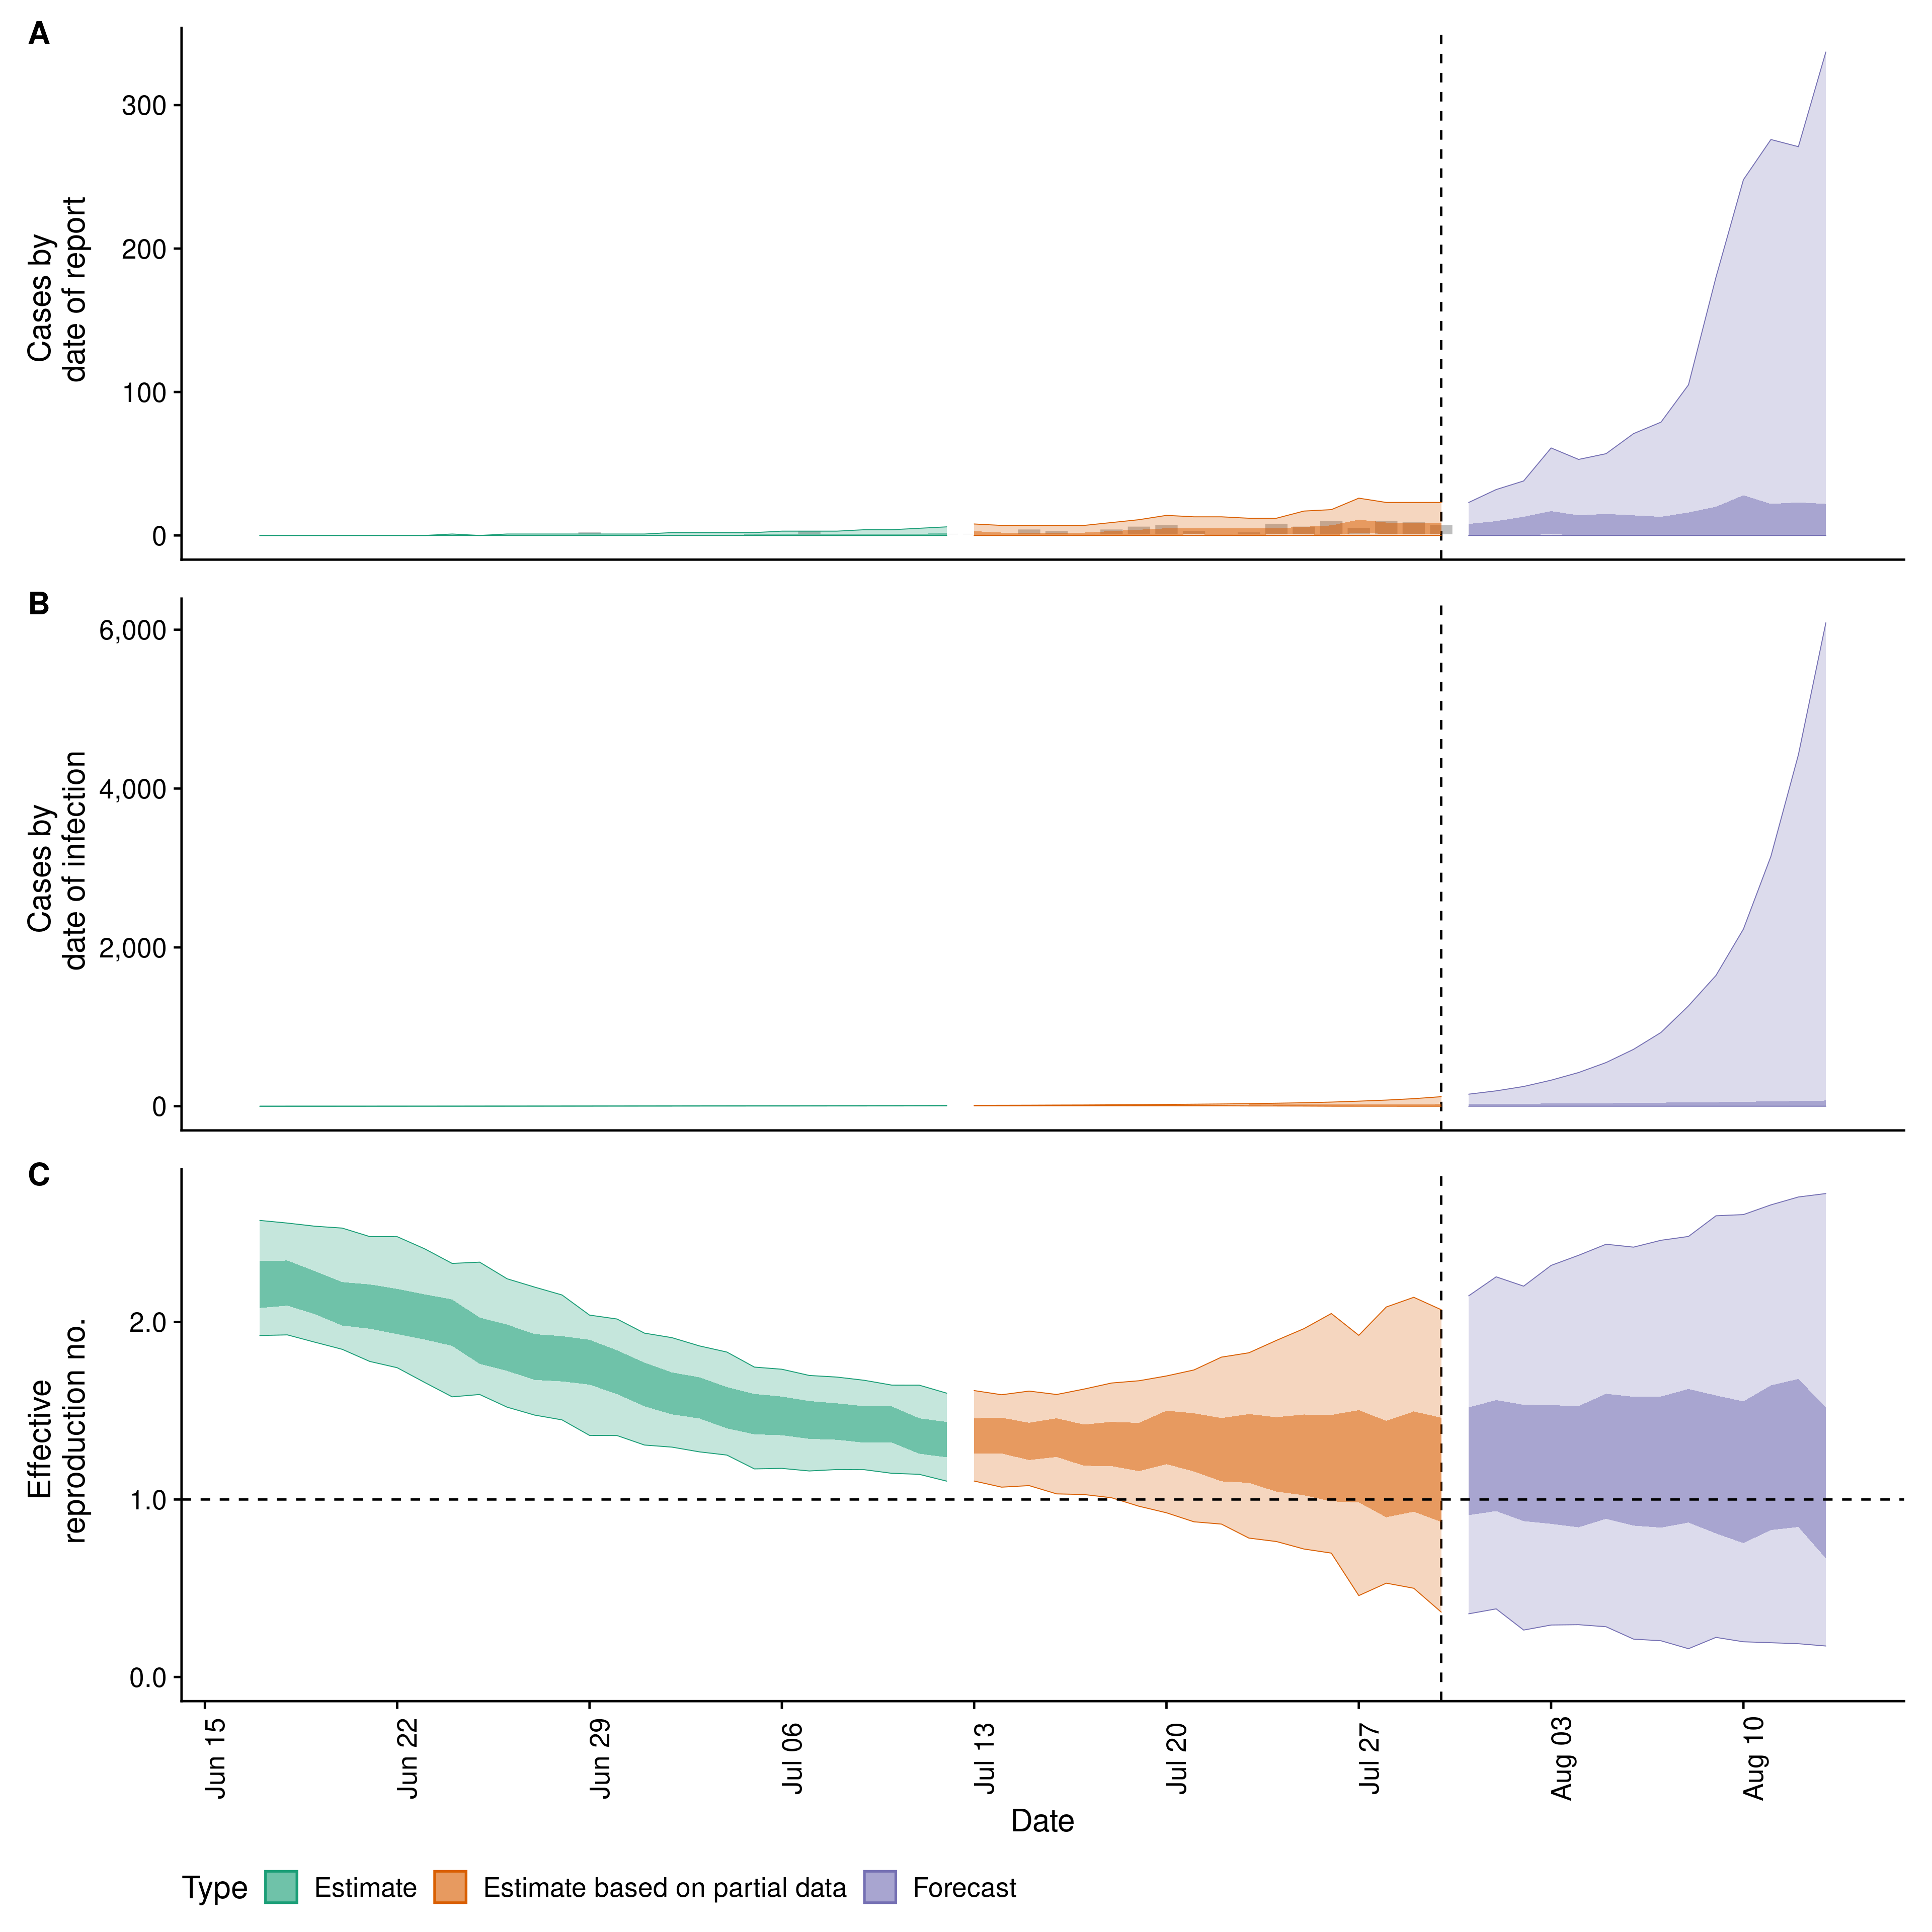 A
Cases by
date of report
300
200
100
0
B
Cases by
date of infection
6,000
4,000
2,000
0
C
Effective
reproduction no.
2.0
1.0
0.0
Jun 15
Jun 22
Jun 29
Jul 06
Jul 13
Jul 20
Jul 27
Aug 03
Aug 10
Date
Type Estimate Estimate based on partial data Forecast